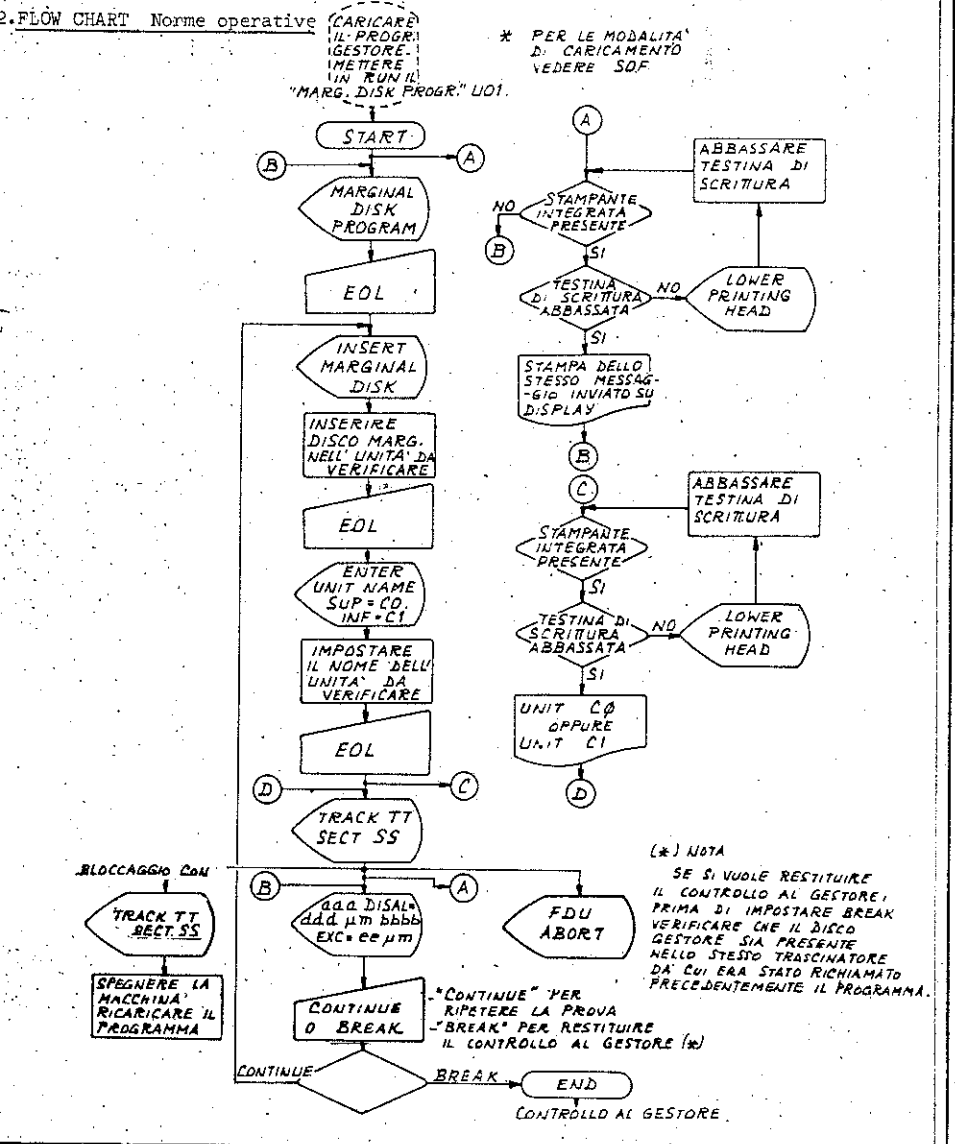 2.FLOW CHART Norme operative
CARICARE
IL PROGR.
GESTORE-
METTERE
IN RUN IL
"MARG. DISK PROGR." U01.
START
B
A
MARGINAL
DISK
PROGRAM
EOL
INSERT
MARGINAL
DISK
INSERIRE
DISCO MARG.
NELL' UNITA' DA
VERIFICARE
EOL
ENTER
UNIT NAME
SUP = C0.
INF = C1
IMPOSTARE
IL NOME DELL'
UNITA' DA
VERIFICARE
EOL
D
C
TRACK TT
SECT SS
BLOCCAGGIO CON
TRACK TT
SECT. SS
SPEGNERE LA
MACCHINA
RICARICARE IL
PROGRAMMA
B
A
aaa DISAL=
ddd µm bbbb
EXC= ee µm
FDU
ABORT
CONTINUE
O BREAK
-"CONTINUE" PER
RIPETERE LA PROVA
-"BREAK" PER RESTITUIRE
IL CONTROLLO AL GESTORE (*)
CONTINUE
BREAK
END
CONTROLLO AL GESTORE
* PER LE MODALITA'
DI CARICAMENTO
VEDERE SOF.
A
STAMPANTE
INTEGRATA
PRESENTE
NO
B
SI
TESTINA
DI SCRITTURA
ABBASSATA
NO
LOWER
PRINTING
HEAD
ABBASSARE
TESTINA DI
SCRITTURA
SI
STAMPA DELLO
STESSO MESSAG-
-GIO INVIATO SU
DISPLAY
B
C
STAMPANTE
INTEGRATA
PRESENTE
SI
TESTINA DI
SCRITTURA
ABBASSATA
NO
LOWER
PRINTING
HEAD
ABBASSARE
TESTINA DI
SCRITTURA
SI
UNIT CØ
OPPURE
UNIT C1
D
(*) NOTA
SE SI VUOLE RESTITUIRE
IL CONTROLLO AL GESTORE,
PRIMA DI IMPOSTARE BREAK
VERIFICARE CHE IL DISCO
GESTORE SIA PRESENTE
NELLO STESSO TRASCINATORE
DA CUI ERA STATO RICHIAMATO
PRECEDENTEMENTE IL PROGRAMMA.